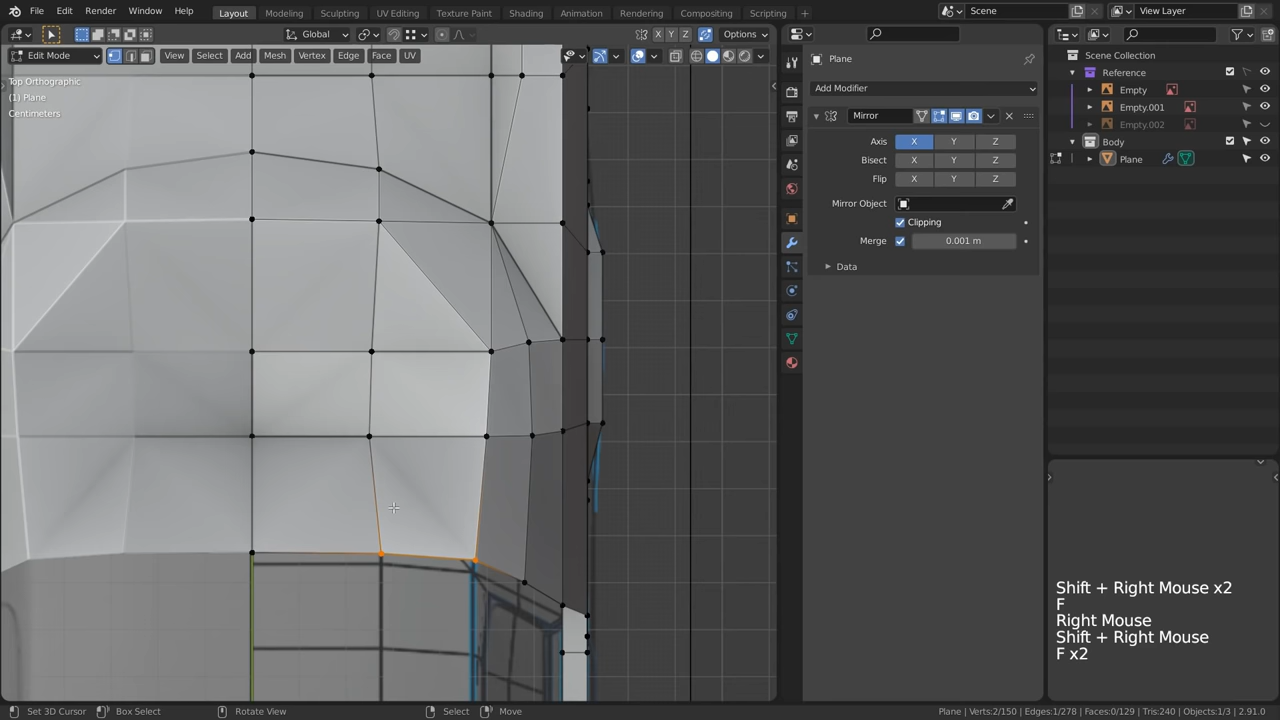 File Edit Render Window Help Layout Modeling Sculpting UV Editing Texture Paint Shading Animation Rendering Compositing Scripting Scene View Layer
Global X Y Z Options
Edit Mode View Select Add Mesh Vertex Edge Face UV
Top Orthographic
(1) Plane
Centimeters
Plane
Add Modifier
Mirror
Axis X Y Z
Bisect X Y Z
Flip X Y Z
Mirror Object
Clipping
Merge 0.001 m
Data
Scene Collection
Reference
Empty
Empty.001
Empty.002
Body
Plane
Shift + Right Mouse x2
F
Right Mouse
Shift + Right Mouse
F x2
Set 3D Cursor Box Select Rotate View Select Move Plane | Verts:2/150 | Edges:1/278 | Faces:0/129 | Tris:240 | Objects:1/3 | 2.91.0